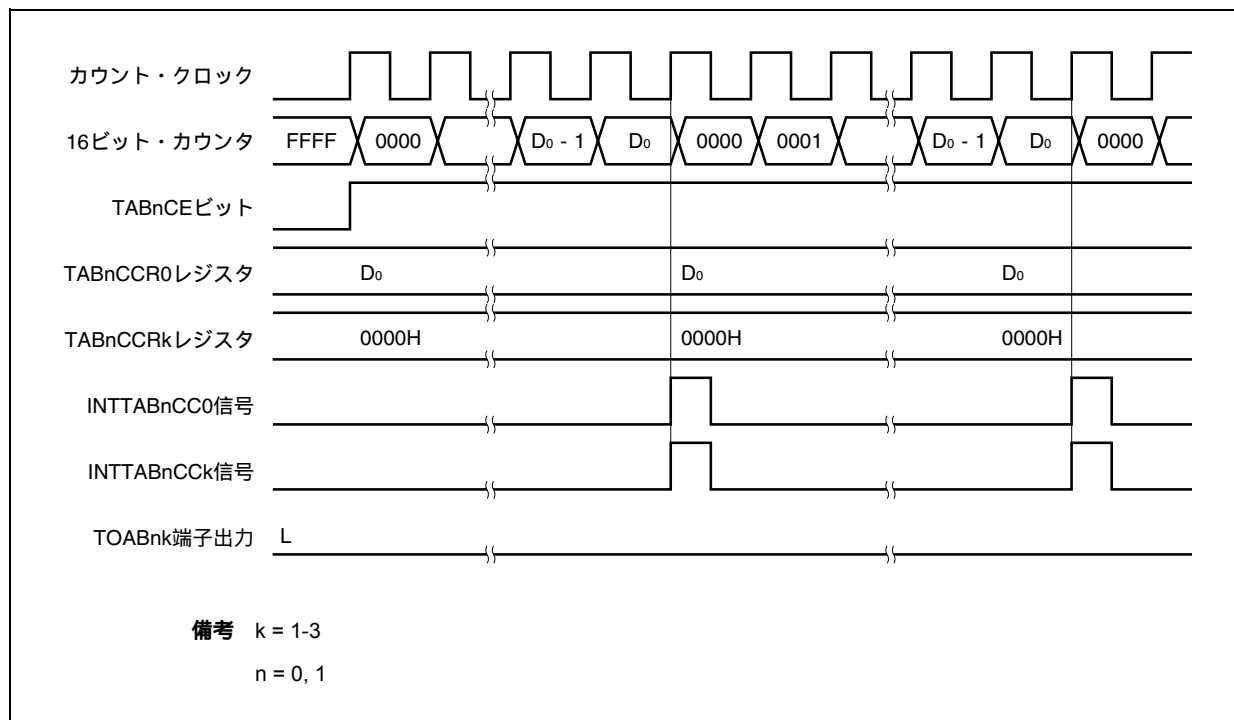 カウント・クロック
16ビット・カウンタ FFFF 0000 D0 - 1 D0 0000 0001 D0 - 1 D0 0000
TABnCEビット
TABnCCR0レジスタ D0 D0 D0
TABnCCRkレジスタ 0000H 0000H 0000H
INTTABnCC0信号
INTTABnCCk信号
TOABnk端子出力 L
備考 k = 1-3
n = 0, 1